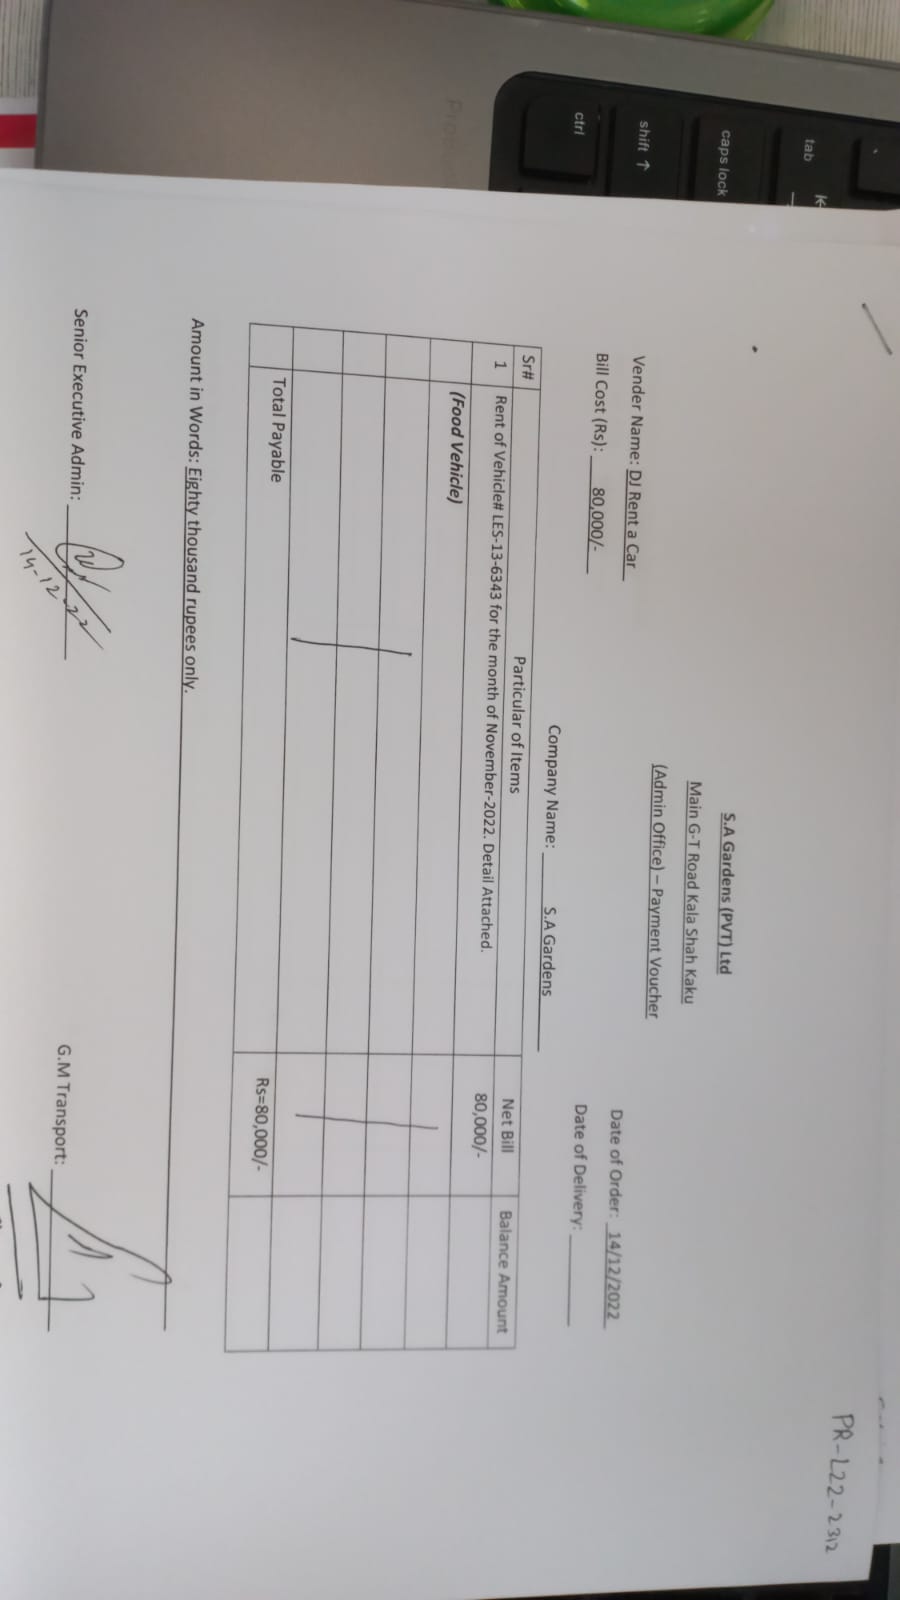 tab
caps lock
shift ↑
ctrl
PR-L22-2312
S.A Gardens (PVT) Ltd
Main G-T Road Kala Shah Kaku
(Admin Office) – Payment Voucher
Vender Name: DJ Rent a Car
Date of Order: 14/12/2022
Bill Cost (Rs): 80,000/-
Company Name: S.A Gardens
Date of Delivery:
Sr# Particular of Items Net Bill Balance Amount
1 Rent of Vehicle# LES-13-6343 for the month of November-2022. Detail Attached. 80,000/-
(Food Vehicle)
Total Payable Rs=80,000/-
Amount in Words: Eighty thousand rupees only.
Senior Executive Admin:
G.M Transport:
14-12-22